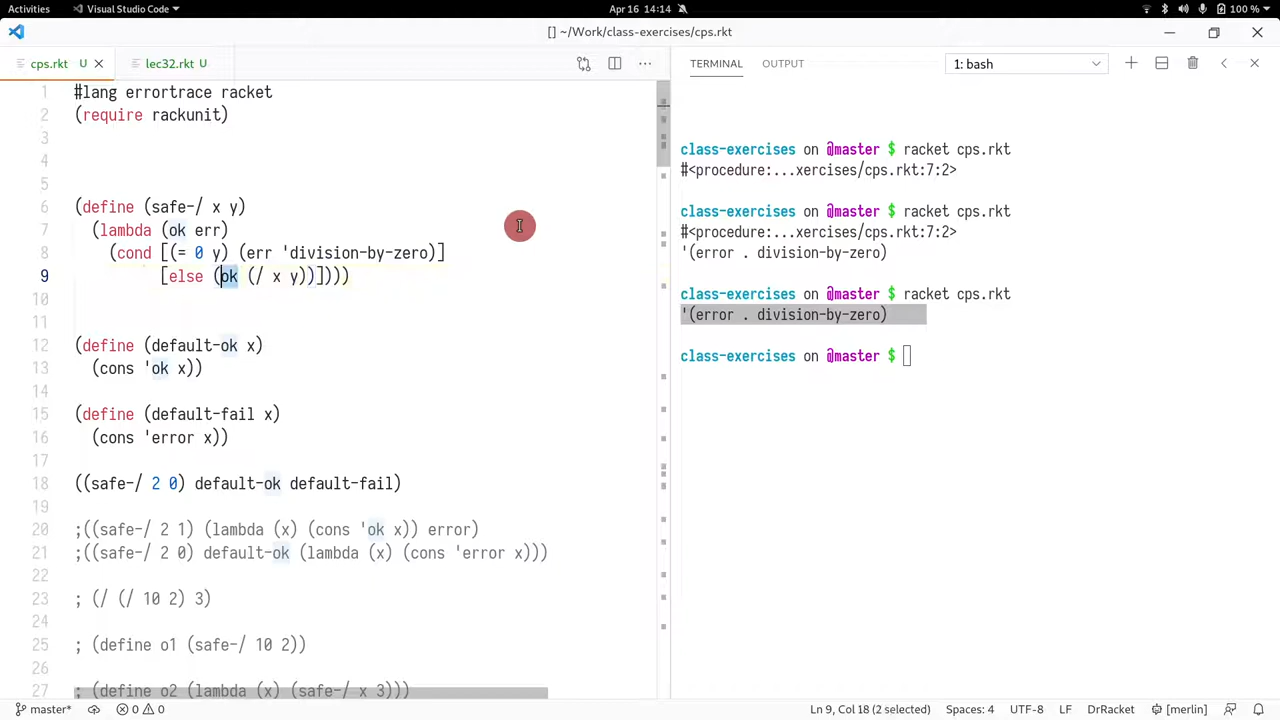 Activities
Visual Studio Code
Apr 16 14:14
100 %
[] ~/Work/class-exercises/cps.rkt
cps.rkt U
lec32.rkt U
TERMINAL
OUTPUT
1: bash
1 #lang errortrace racket
2 (require rackunit)
3
4
5
6 (define (safe-/ x y)
7 (lambda (ok err)
8 (cond [(= 0 y) (err 'division-by-zero)]
9 [else (ok (/ x y))])))
10
11
12 (define (default-ok x)
13 (cons 'ok x))
14
15 (define (default-fail x)
16 (cons 'error x))
17
18 ((safe-/ 2 0) default-ok default-fail)
19
20 ;((safe-/ 2 1) (lambda (x) (cons 'ok x)) error)
21 ;((safe-/ 2 0) default-ok (lambda (x) (cons 'error x)))
22
23 ; (/ (/ 10 2) 3)
24
25 ; (define o1 (safe-/ 10 2))
26
27 ; (define o2 (lambda (x) (safe-/ x 3)))
class-exercises on @master $ racket cps.rkt
#<procedure:...xercises/cps.rkt:7:2>
class-exercises on @master $ racket cps.rkt
#<procedure:...xercises/cps.rkt:7:2>
'(error . division-by-zero)
class-exercises on @master $ racket cps.rkt
'(error . division-by-zero)
class-exercises on @master $
master*
0
0
Ln 9, Col 18 (2 selected)
Spaces: 4
UTF-8
LF
DrRacket
[merlin]